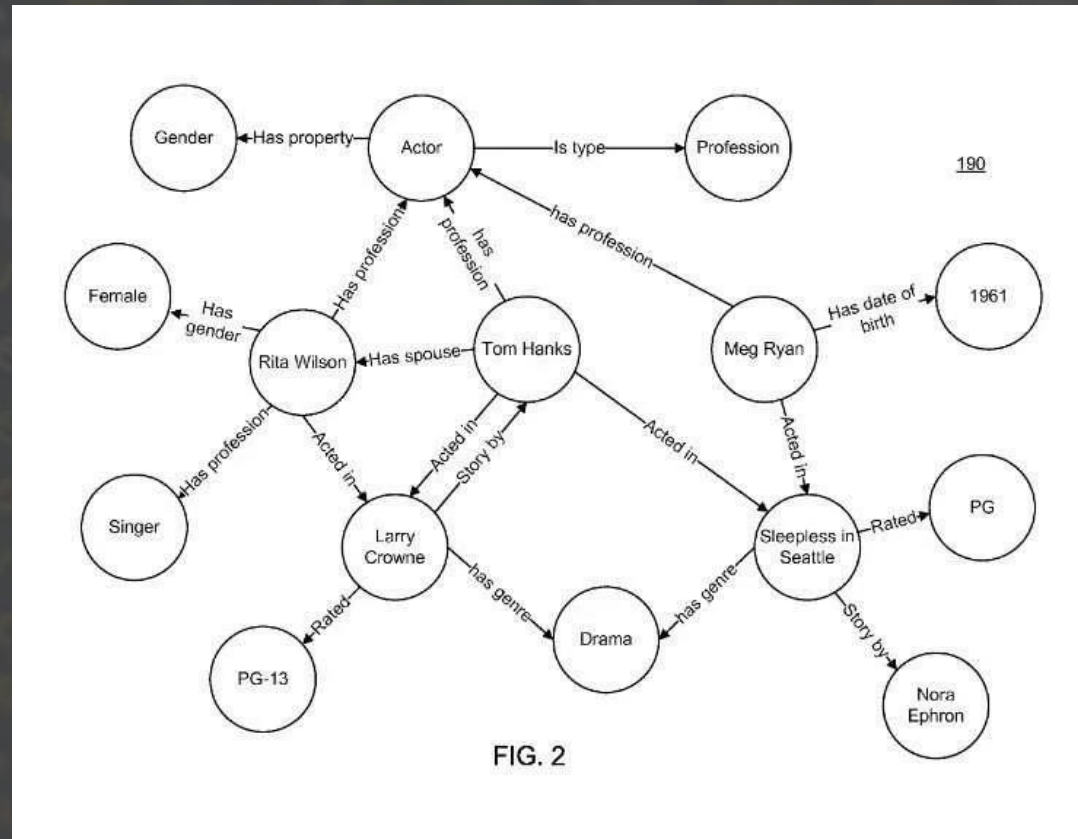 Gender
Has property
Actor
Is type
Profession
190
Has profession
has
profession
has profession
Female
Has
gender
Rita Wilson
Has spouse
Tom Hanks
Meg Ryan
Has date of
birth
1961
Has profession
Acted in
Acted in
Story by
Acted in
Acted in
Singer
Larry
Crowne
Sleepless in
Seattle
Rated
PG
Rated
has genre
has genre
Story by
PG-13
Drama
Nora
Ephron
FIG. 2